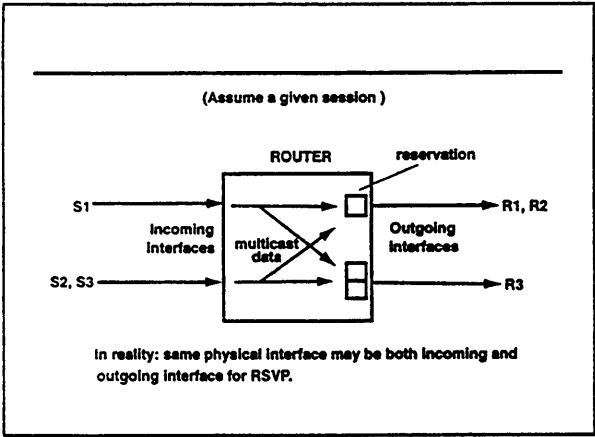 (Assume a given session )
ROUTER
reservation
S1
R1, R2
Incoming
Interfaces
multicast
data
Outgoing
interfaces
S2, S3
R3
In reality: same physical interface may be both incoming and
outgoing interface for RSVP.